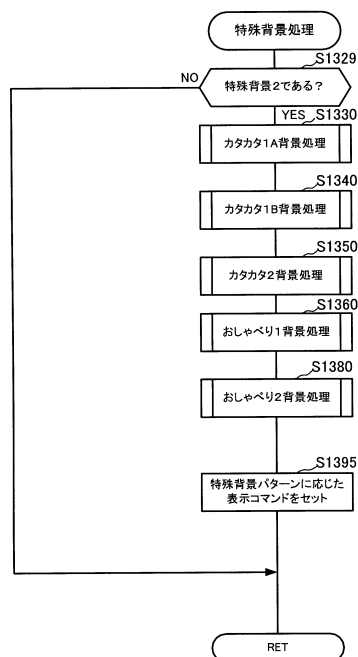 特殊背景処理
S1329
NO
特殊背景2である？
YES
S1330
カタカタ1A背景処理
S1340
カタカタ1B背景処理
S1350
カタカタ2背景処理
S1360
おしゃべり1背景処理
S1380
おしゃべり2背景処理
S1395
特殊背景パターンに応じた
表示コマンドをセット
RET